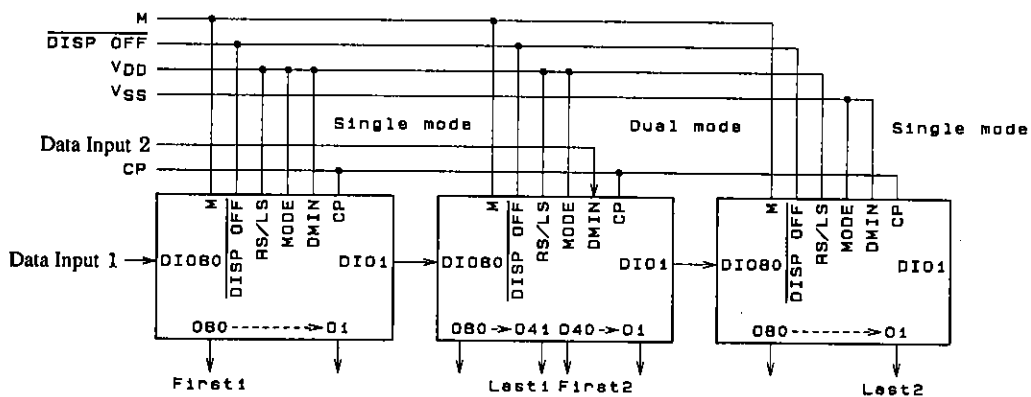 M
DISP OFF
VDD
VSS
Single mode
Dual mode
Single mode
Data Input 2
CP
M
DISP OFF
RS/LS
MODE
DMIN
CP
M
DISP OFF
RS/LS
MODE
DMIN
CP
M
DISP OFF
RS/LS
MODE
DMIN
CP
Data Input 1
DIO80
DIO1
DIO80
DIO1
DIO80
DIO1
O80 O1
O80 O41 O40 O1
O80 O1
First1
Last1 First2
Last2